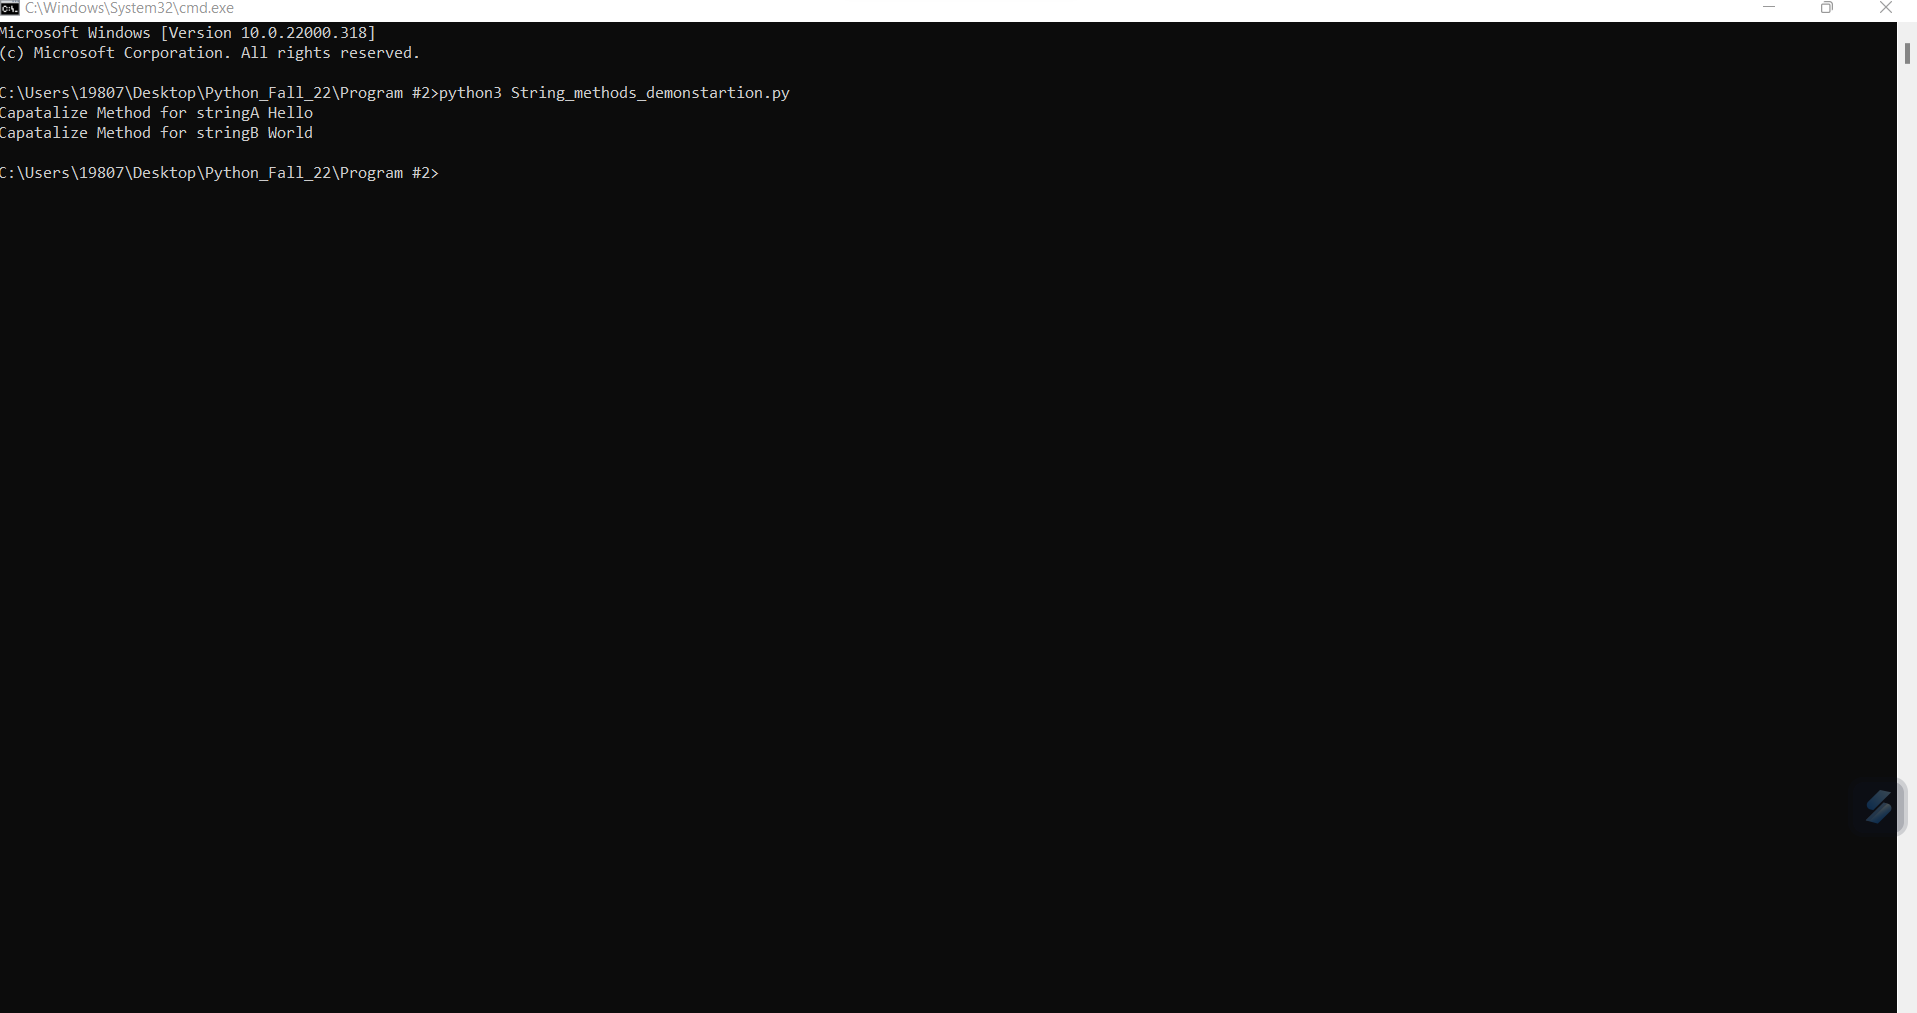 C:\Windows\System32\cmd.exe
Microsoft Windows [Version 10.0.22000.318]
(c) Microsoft Corporation. All rights reserved.
C:\Users\19807\Desktop\Python_Fall_22\Program #2>python3 String_methods_demonstartion.py
Capatalize Method for stringA Hello
Capatalize Method for stringB World
C:\Users\19807\Desktop\Python_Fall_22\Program #2>